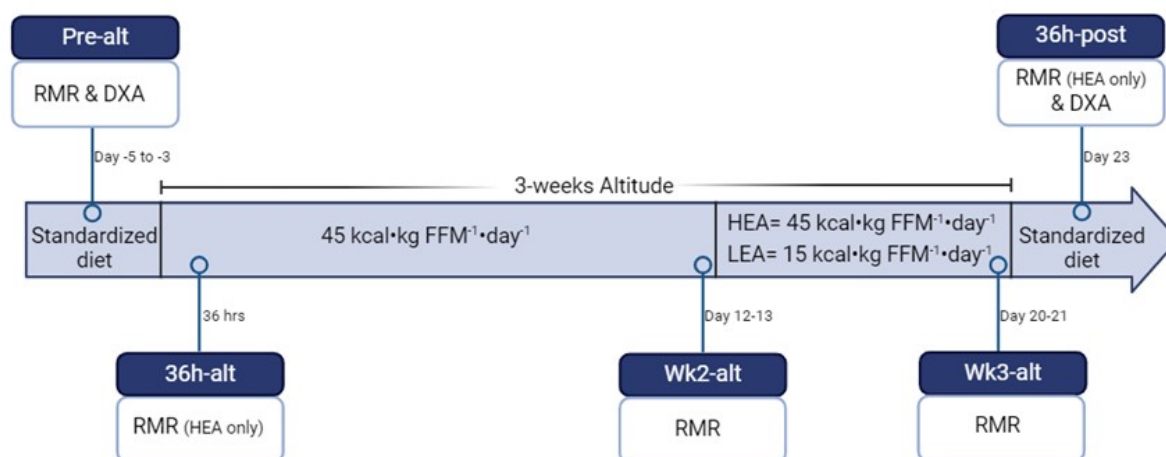 Pre-alt
RMR & DXA
36h-post
RMR (HEA only)
& DXA
Day -5 to -3
Day 23
3-weeks Altitude
Standardized
diet
45 kcal•kg FFM⁻¹•day⁻¹
HEA= 45 kcal•kg FFM⁻¹•day⁻¹
LEA= 15 kcal•kg FFM⁻¹•day⁻¹
Standardized
diet
36 hrs
Day 12-13
Day 20-21
36h-alt
RMR (HEA only)
Wk2-alt
RMR
Wk3-alt
RMR